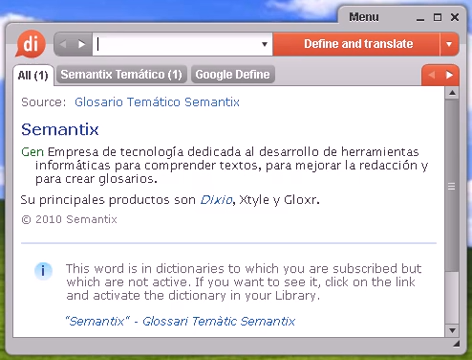 Menu
di
Define and translate
All (1) Semantix Temático (1) Google Define
Source: Glosario Temático Semantix
Semantix
Gen Empresa de tecnología dedicada al desarrollo de herramientas
informáticas para comprender textos, para mejorar la redacción y
para crear glosarios.
Su principales productos son Dixio, Xtyle y Gloxr.
© 2010 Semantix
i
This word is in dictionaries to which you are subscribed but
which are not active. If you want to see it, click on the link
and activate the dictionary in your Library.
"Semantix" - Glossari Temàtic Semantix